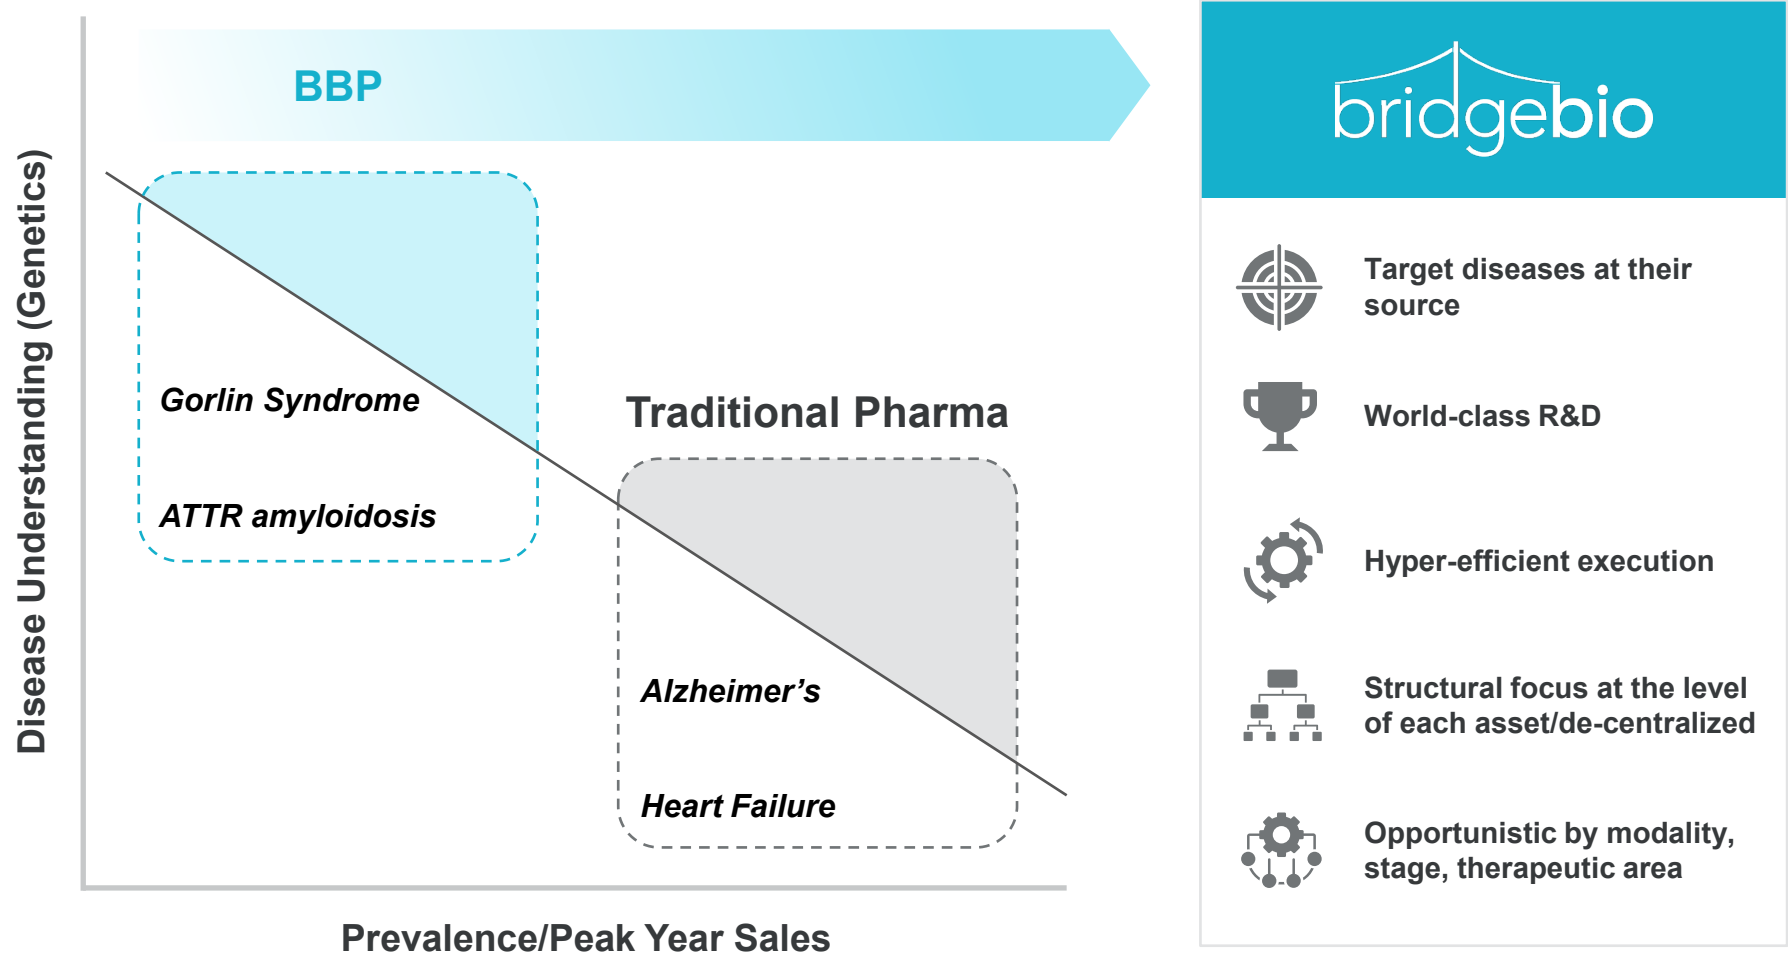 BBP
Disease Understanding (Genetics)
Gorlin Syndrome
ATTR amyloidosis
Traditional Pharma
Alzheimer’s
Heart Failure
Prevalence/Peak Year Sales
bridgebio
Target diseases at their
source
World-class R&D
Hyper-efficient execution
Structural focus at the level
of each asset/de-centralized
Opportunistic by modality,
stage, therapeutic area